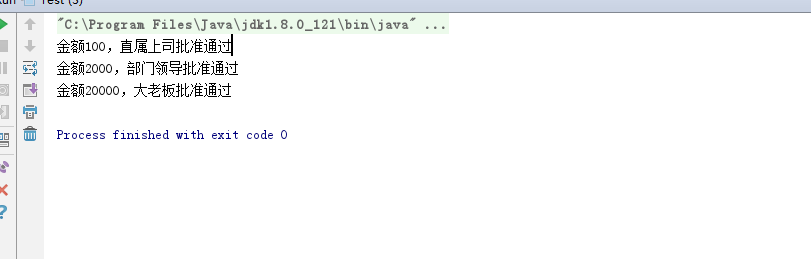 Test (3)
"C:\Program Files\Java\jdk1.8.0_121\bin\java" ...
金额100，直属上司批准通过
金额2000，部门领导批准通过
金额20000，大老板批准通过
Process finished with exit code 0